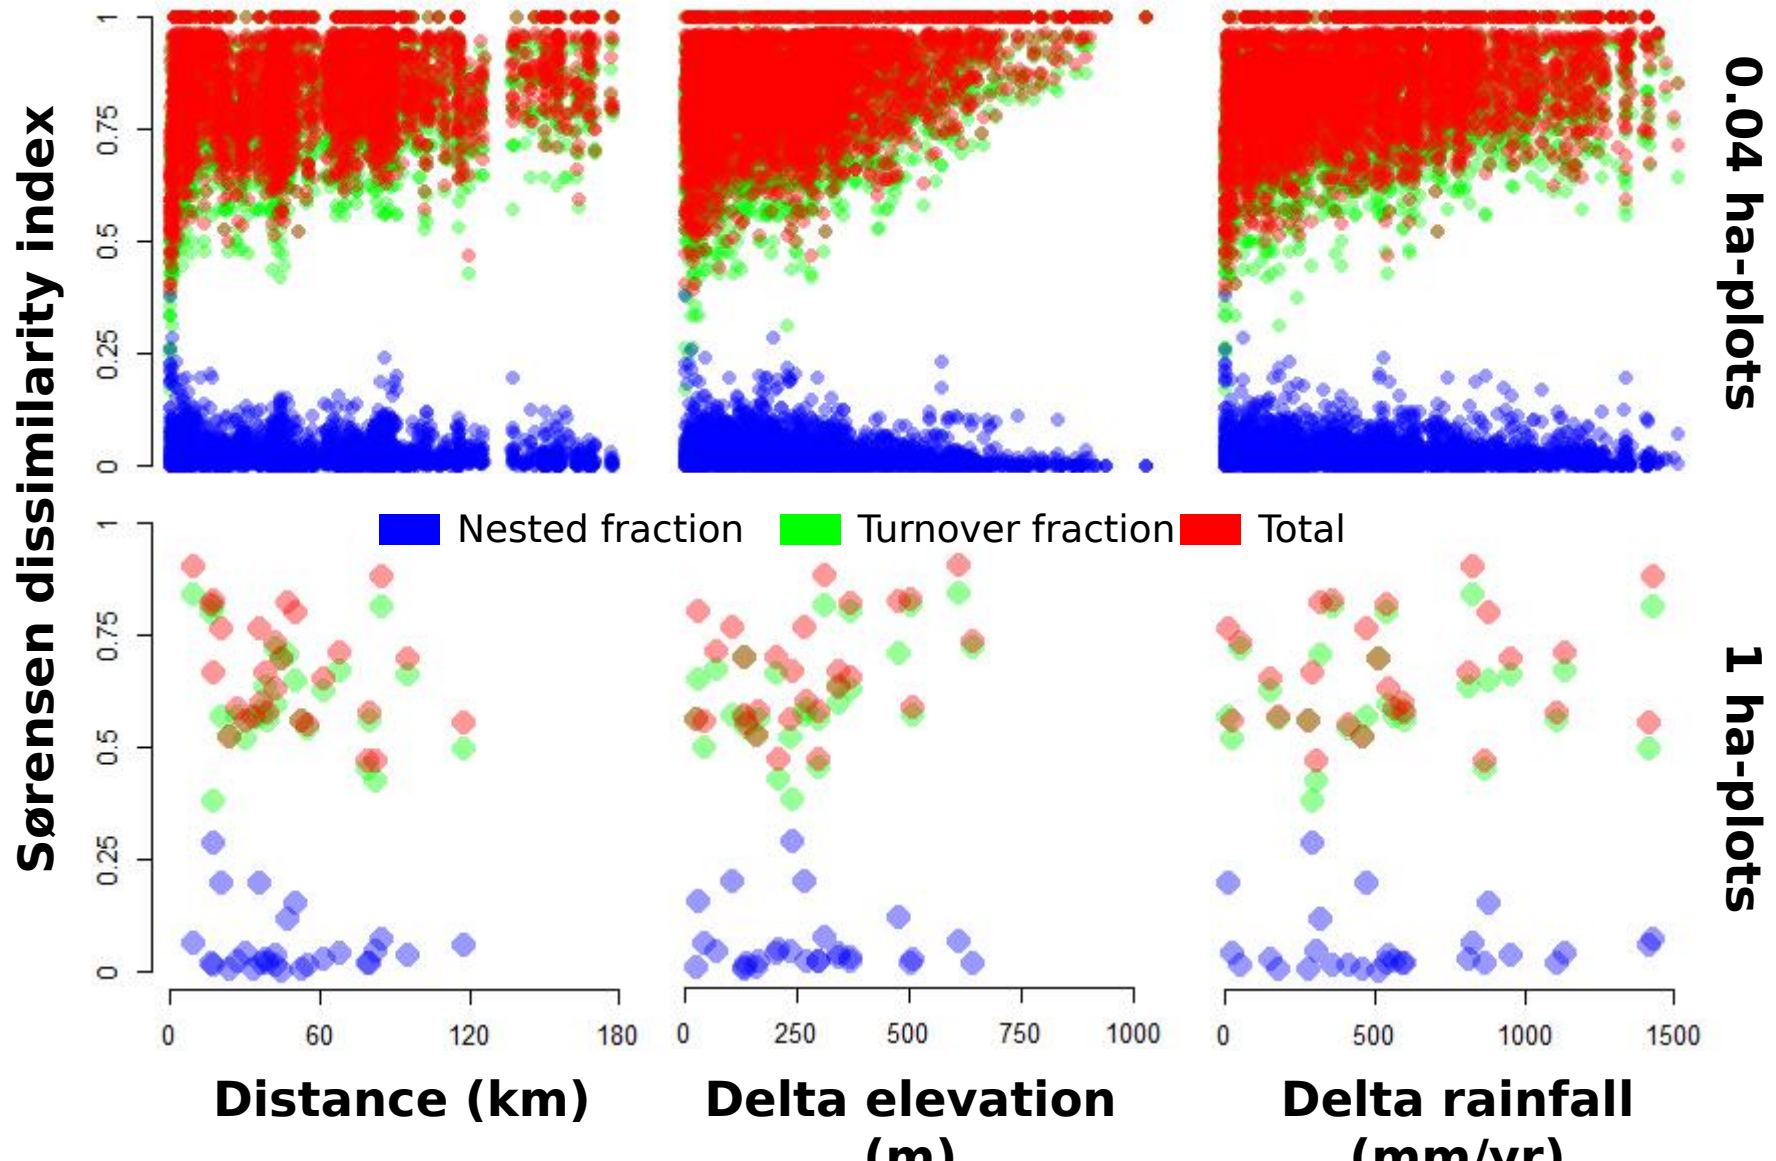 Sørensen dissimilarity index
1
0.75
0.5
0.25
0
0.04 ha-plots
Nested fraction
Turnover fraction
Total
1
0.75
0.5
0.25
0
1 ha-plots
0 60 120 180
0 250 500 750 1000
0 500 1000 1500
Distance (km)
Delta elevation
(m)
Delta rainfall
(mm/yr)